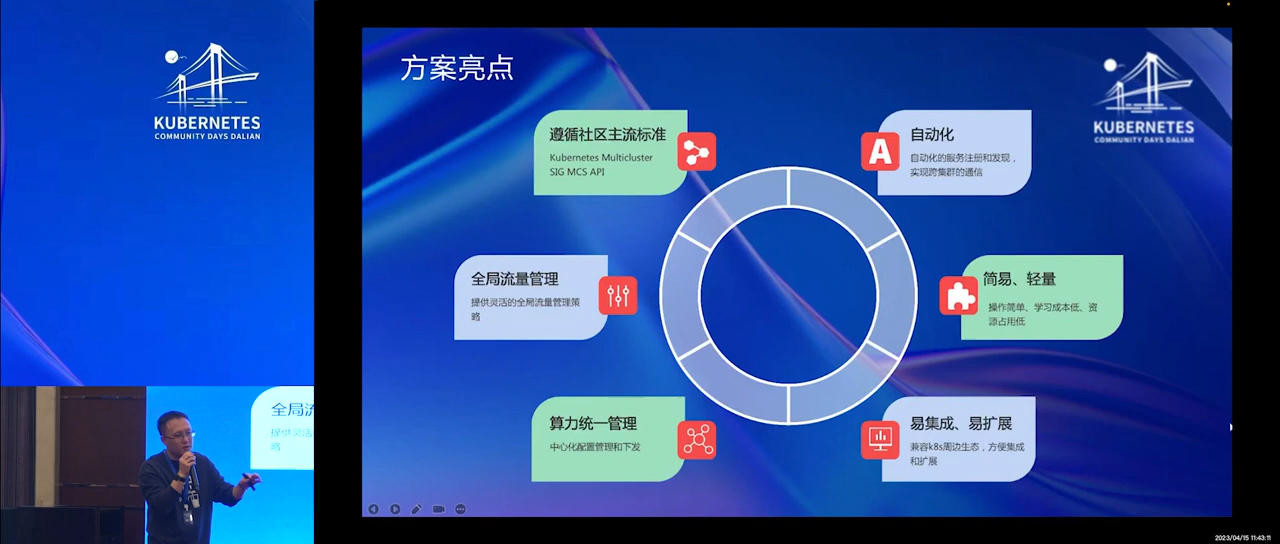 KUBERNETES
COMMUNITY DAYS DALIAN
全局流
提供灵活
略
方案亮点
KUBERNETES
COMMUNITY DAYS DALIAN
遵循社区主流标准
Kubernetes Multicluster
SIG MCS API
A
自动化
自动化的服务注册和发现，
实现跨集群的通信
全局流量管理
提供灵活的全局流量管理策
略
简易、轻量
操作简单、学习成本低、资
源占用低
算力统一管理
中心化配置管理和下发
易集成、易扩展
兼容k8s周边生态，方便集成
和扩展
2023/04/15 11:43:11